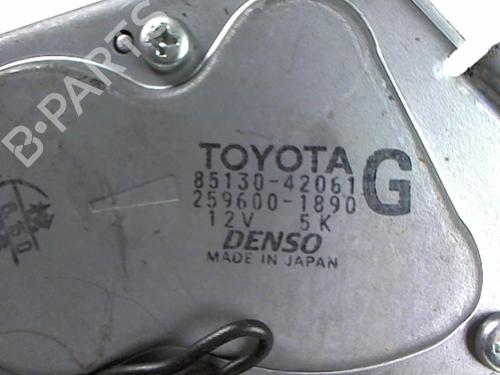 B-PARTS
TOYOTA
85130-42061
G
259600-1890
12V 5K
DENSO
MADE IN JAPAN